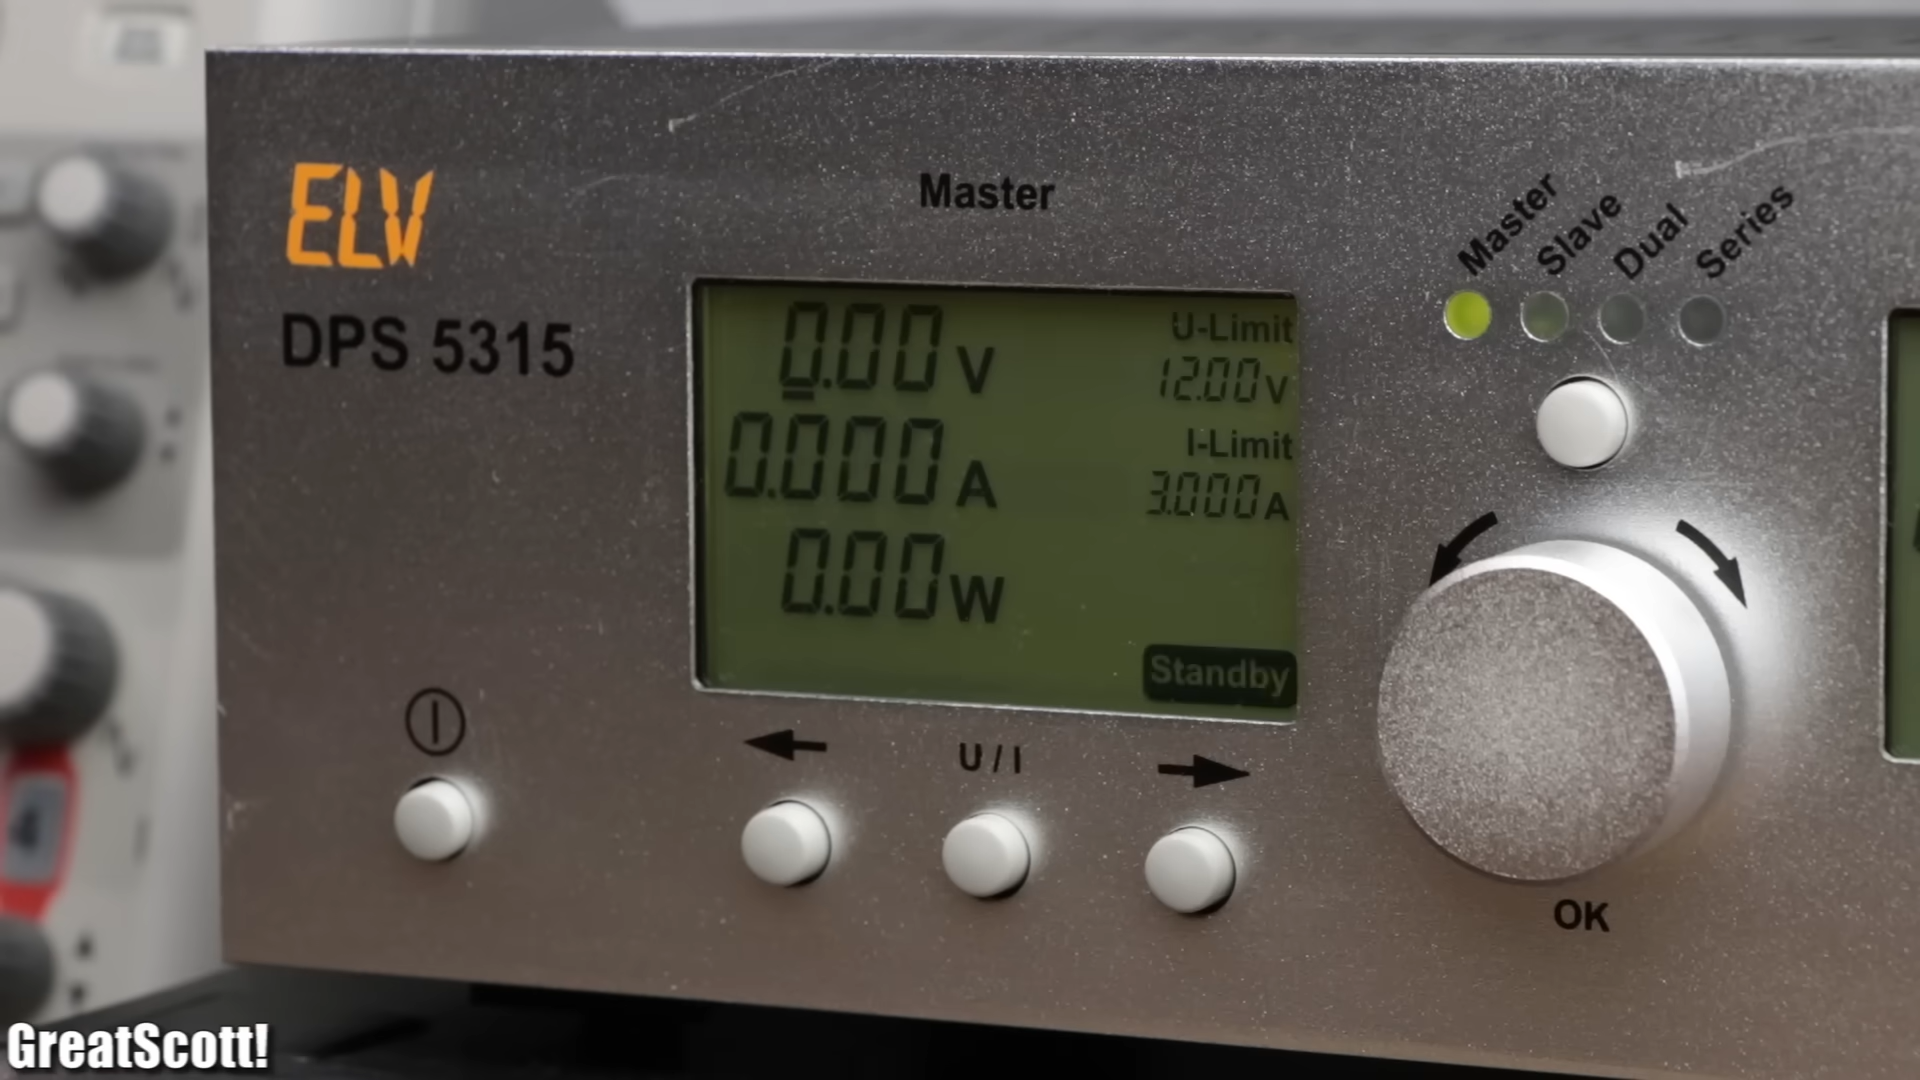 ELV
DPS 5315
Master
0.00 V
0.000 A
0.00 W
U-Limit
12.00 V
I-Limit
3.000 A
Standby
Master
Slave
Dual
Series
U / I
OK
GreatScott!